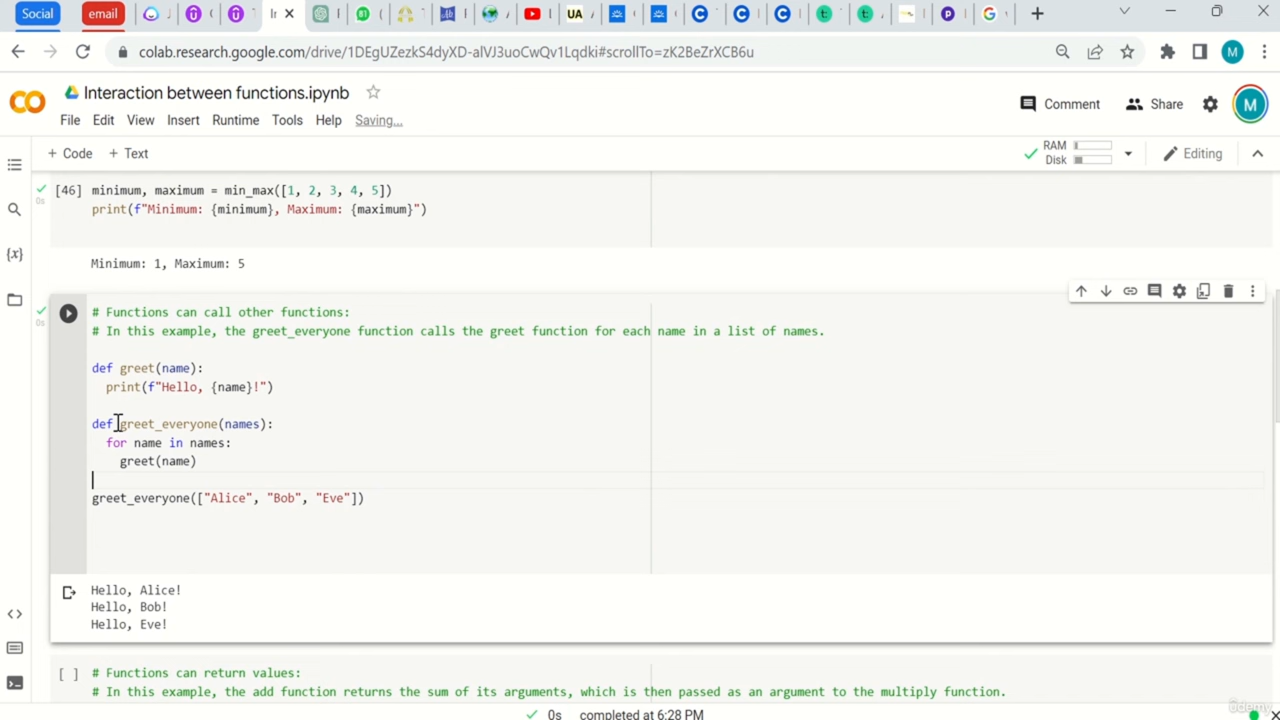 Social
email
UA
colab.research.google.com/drive/1DEgUZezkS4dyXD-alVJ3uoCwQv1Lqdki#scrollTo=zK2BeZrXCB6u
M
Interaction between functions.ipynb
Comment
Share
M
File Edit View Insert Runtime Tools Help Saving...
+ Code + Text
RAM
Disk
Editing
[46] minimum, maximum = min_max([1, 2, 3, 4, 5])
0s
print(f"Minimum: {minimum}, Maximum: {maximum}")
{x}
Minimum: 1, Maximum: 5
# Functions can call other functions:
0s
# In this example, the greet_everyone function calls the greet function for each name in a list of names.
def greet(name):
print(f"Hello, {name}!")
def greet_everyone(names):
for name in names:
greet(name)
greet_everyone(["Alice", "Bob", "Eve"])
Hello, Alice!
Hello, Bob!
Hello, Eve!
[ ] # Functions can return values:
# In this example, the add function returns the sum of its arguments, which is then passed as an argument to the multiply function.
0s completed at 6:28 PM
ûdemy